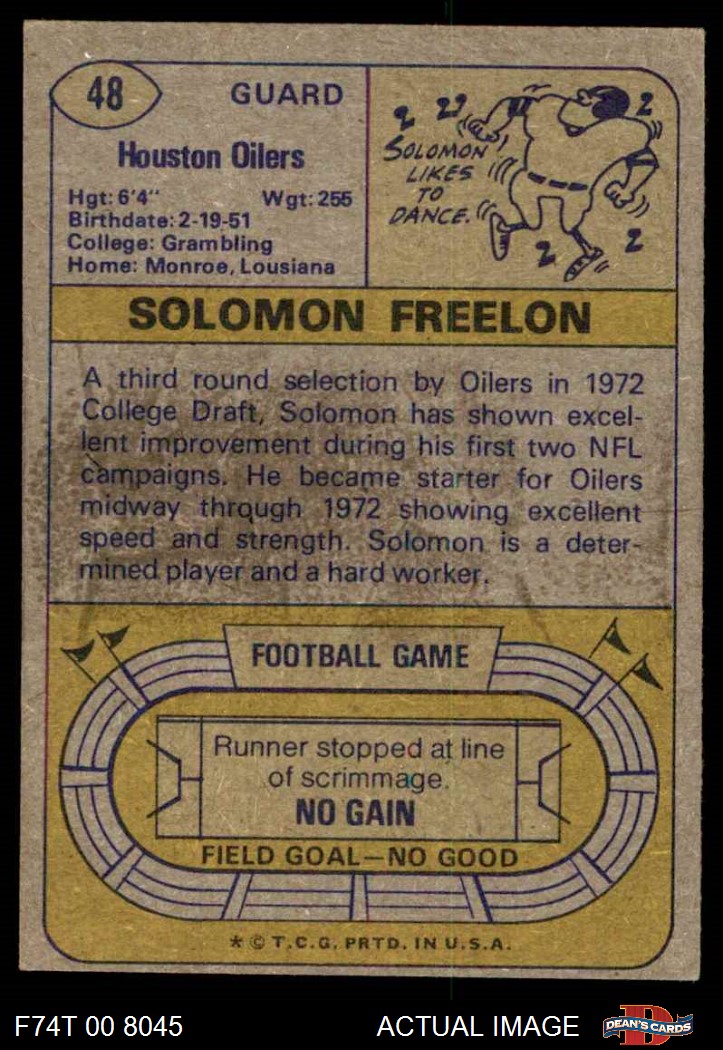 48
GUARD
Houston Oilers
Hgt: 6'4" Wgt: 255
Birthdate: 2-19-51
College: Grambling
Home: Monroe, Lousiana
SOLOMON
LIKES
TO
DANCE.
SOLOMON FREELON
A third round selection by Oilers in 1972
College Draft, Solomon has shown excel-
lent improvement during his first two NFL
campaigns. He became starter for Oilers
midway through 1972 showing excellent
speed and strength. Solomon is a deter-
mined player and a hard worker.
FOOTBALL GAME
Runner stopped at line
of scrimmage.
NO GAIN
FIELD GOAL—NO GOOD
* © T.C.G. PRTD. IN U.S.A.
F74T 00 8045 ACTUAL IMAGE
D
DEAN'S CARDS